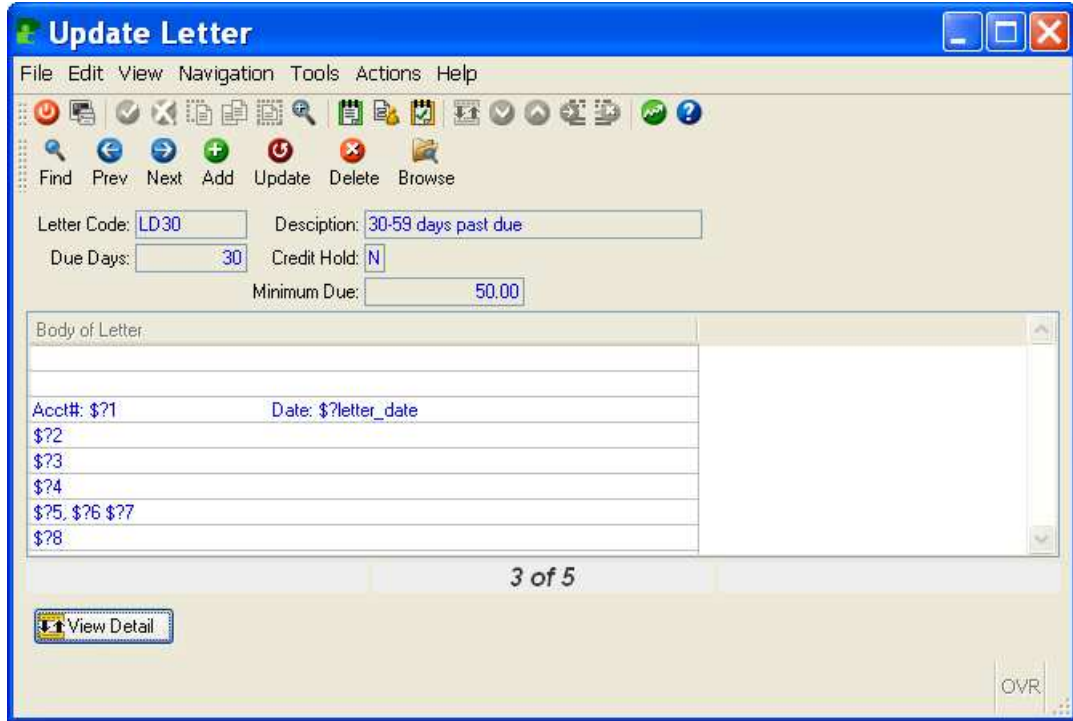 Update Letter
File Edit View Navigation Tools Actions Help
Find Prev Next Add Update Delete Browse
Letter Code: LD30 Desciption: 30-59 days past due
Due Days: 30 Credit Hold: N
Minimum Due: 50.00
Body of Letter
Acct#: $?1 Date: $?letter_date
$?2
$?3
$?4
$?5, $?6 $?7
$?8
3 of 5
View Detail
OVR